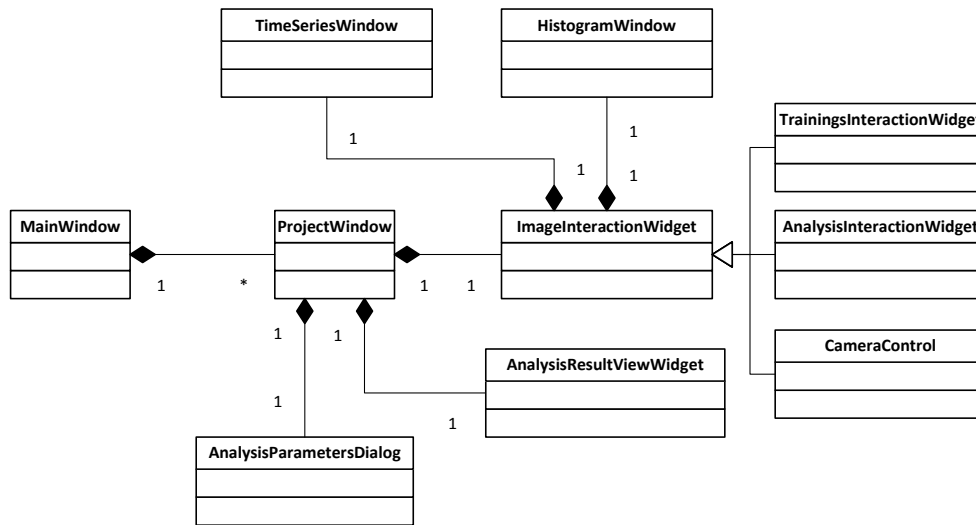 TimeSeriesWindow
HistogramWindow
1
1
1
1
TrainingsInteractionWidget
MainWindow
ProjectWindow
ImageInteractionWidget
AnalysisInteractionWidget
1
*
1
1
1
1
CameraControl
AnalysisResultViewWidget
1
1
AnalysisParametersDialog